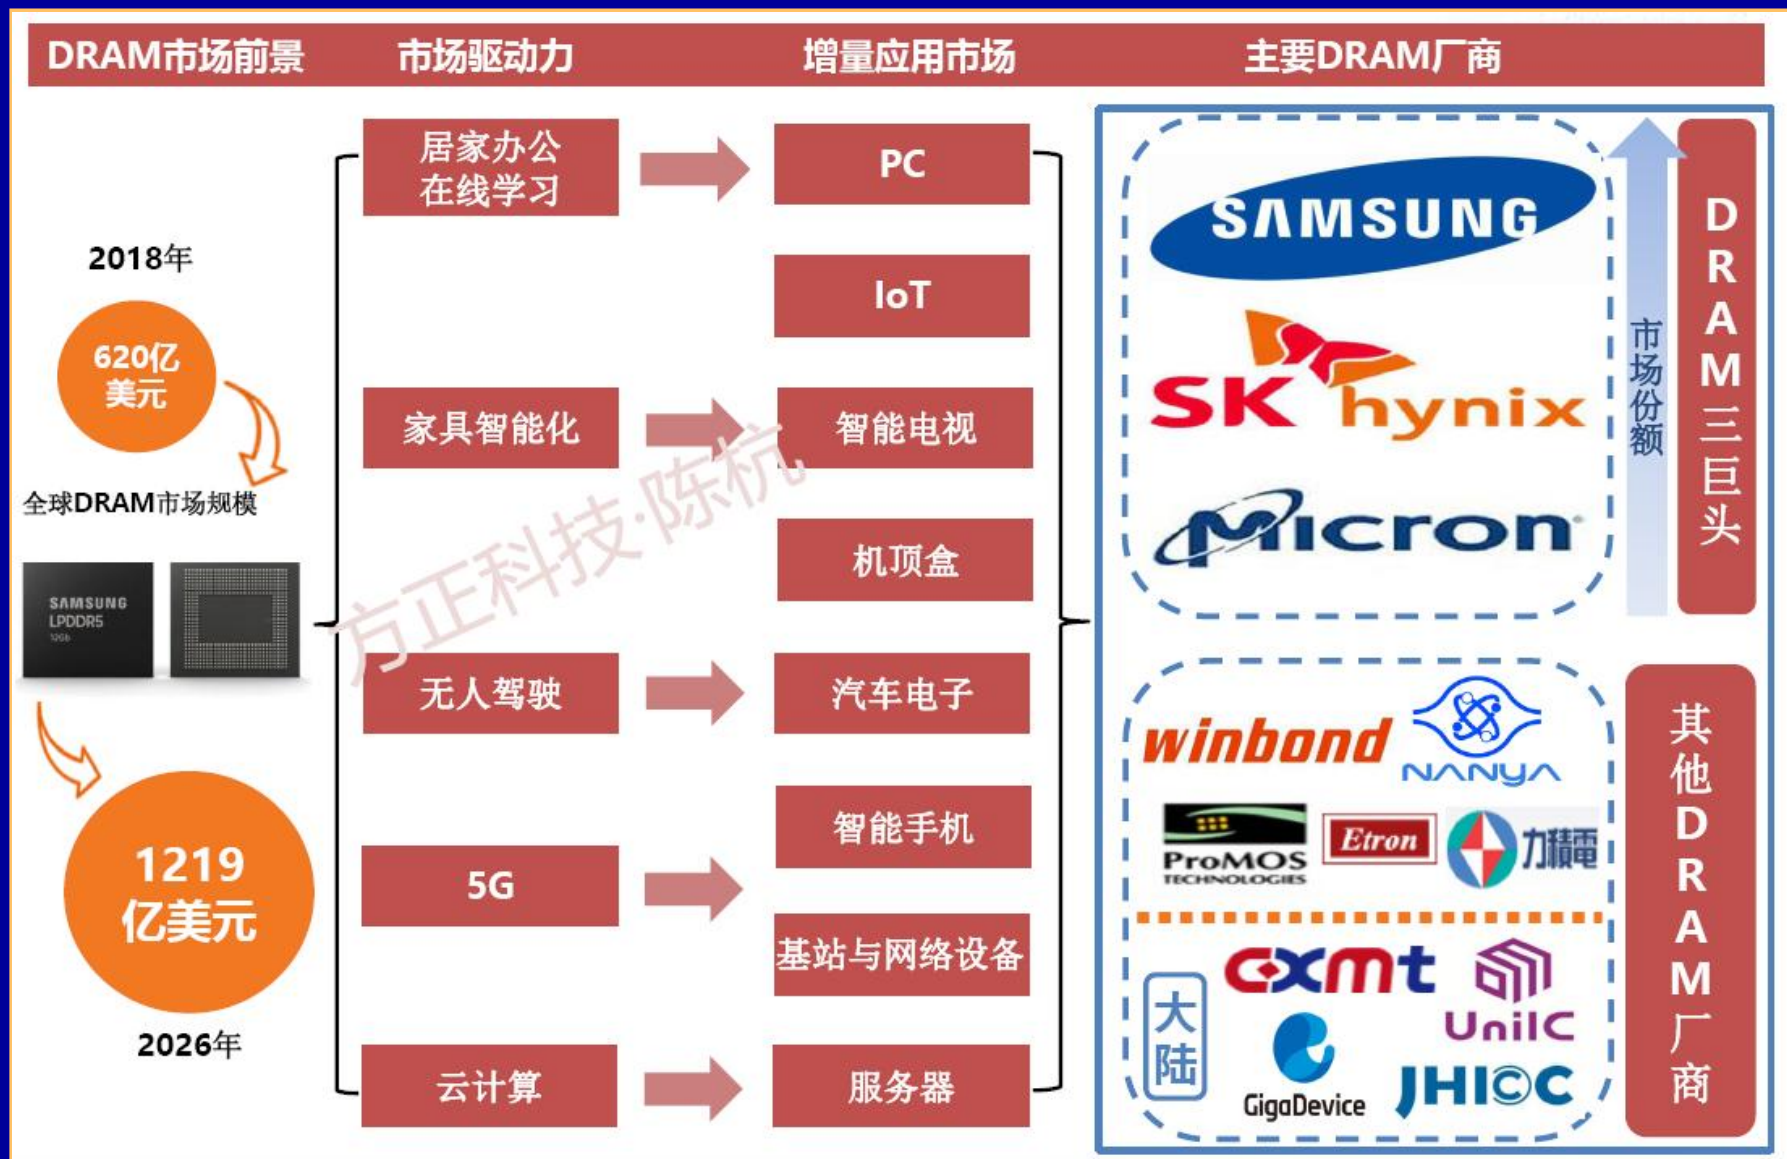 DRAM市场前景
市场驱动力
增量应用市场
主要DRAM厂商
2018年
620亿
美元
全球DRAM市场规模
SAMSUNG
LPDDR5
12Gb
1219
亿美元
2026年
居家办公
在线学习
家具智能化
无人驾驶
5G
云计算
PC
IoT
智能电视
机顶盒
汽车电子
智能手机
基站与网络设备
服务器
方正科技·陈杭
SAMSUNG
SK hynix
Micron
市场份额
DRAM三巨头
winbond
NANYA
ProMOS
TECHNOLOGIES
Etron
力積電
大陆
cxmt
UniIC
GigaDevice
JHICC
其他DRAM厂商